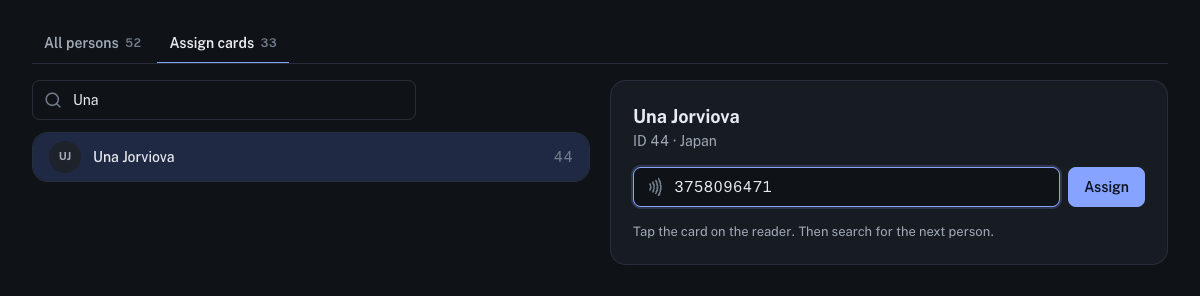 All persons 52
Assign cards 33
Una
UJ Una Jorviova 44
Una Jorviova
ID 44 · Japan
3758096471
Assign
Tap the card on the reader. Then search for the next person.